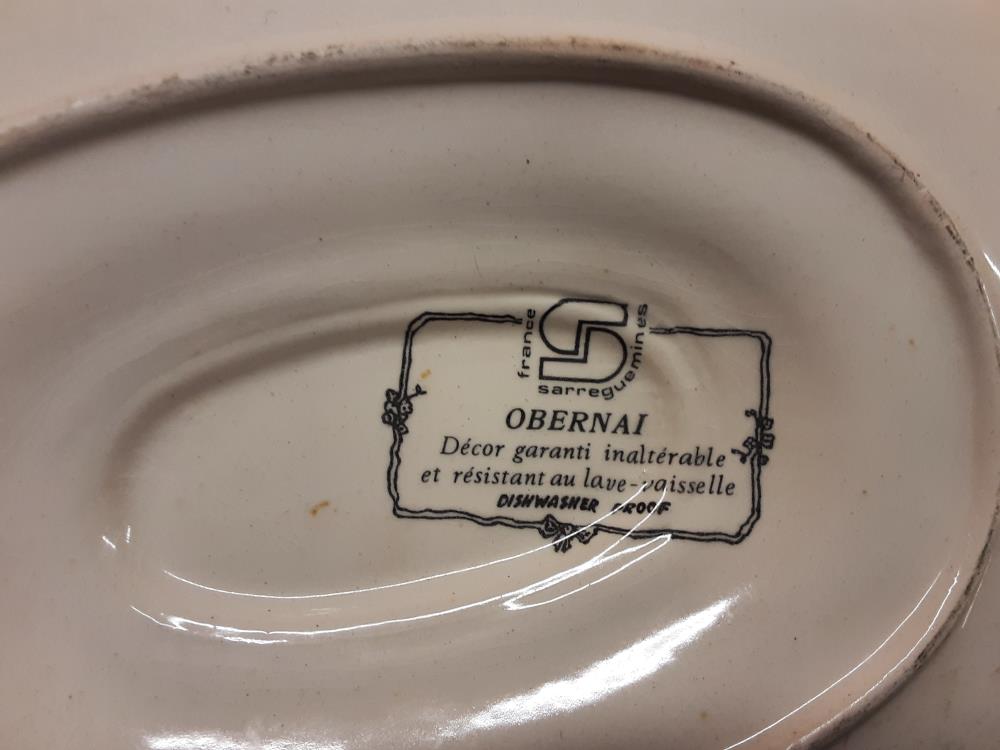 france
S
sarreguemines
OBERNAI
Décor garanti inaltérable
et résistant au lave-vaisselle
DISHWASHER PROOF